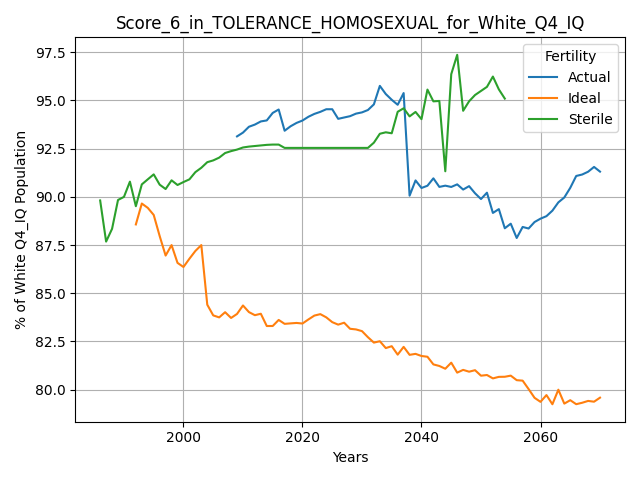 Score_6_in_TOLERANCE_HOMOSEXUAL_for_White_Q4_IQ
% of White Q4_IQ Population
97.5
95.0
92.5
90.0
87.5
85.0
82.5
80.0
Fertility
Actual
Ideal
Sterile
2000
2020
2040
2060
Years